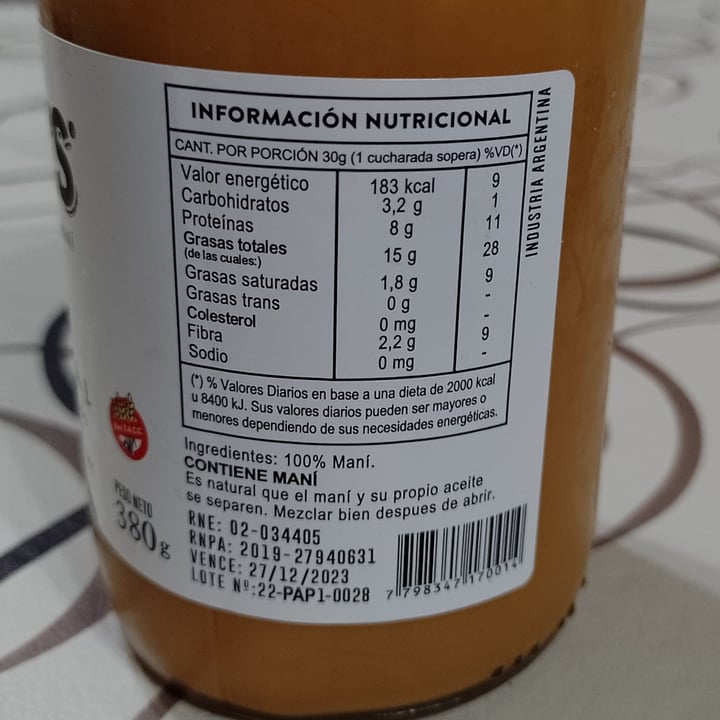 INFORMACIÓN NUTRICIONAL
CANT. POR PORCIÓN 30g (1 cucharada sopera) %VD(*)
Valor energético 183 kcal 9
Carbohidratos 3,2 g 1
Proteínas 8 g 11
Grasas totales 15 g 28
(de las cuales:)
Grasas saturadas 1,8 g 9
Grasas trans 0 g -
Colesterol 0 mg -
Fibra 2,2 g 9
Sodio 0 mg -
(*) % Valores Diarios en base a una dieta de 2000 kcal
u 8400 kJ. Sus valores diarios pueden ser mayores o
menores dependiendo de sus necesidades energéticas.
INDUSTRIA ARGENTINA
Ingredientes: 100% Maní.
CONTIENE MANÍ
Es natural que el maní y su propio aceite
se separen. Mezclar bien despues de abrir.
RNE: 02-034405
RNPA: 2019-27940631
VENCE: 27/12/2023
LOTE Nº:22-PAP1-0028
7 798347 170014
Sin T.A.C.C.
PESO NETO
380g